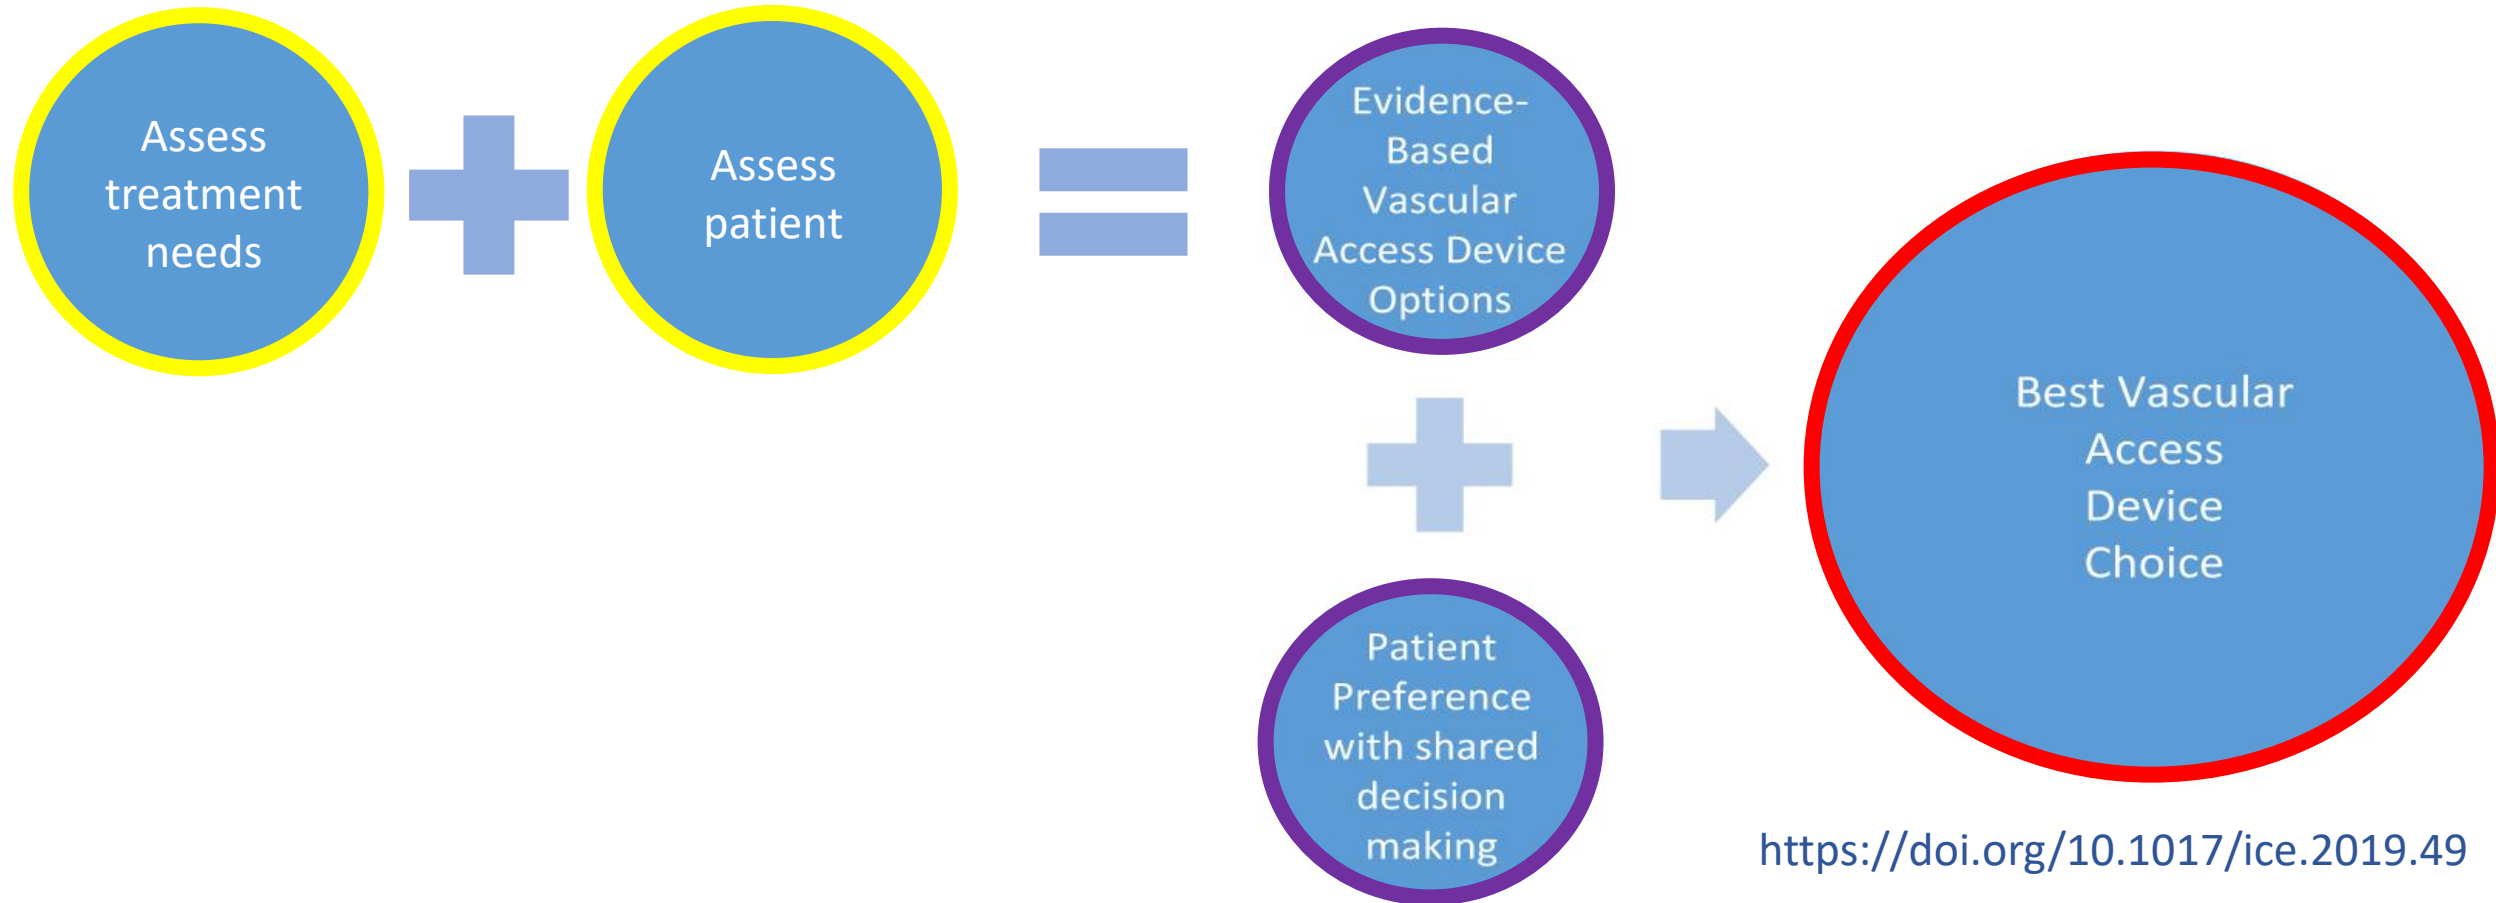 Assess
treatment
needs
Assess
patient
Evidence-
Based
Vascular
Access Device
Options
Patient
Preference
with shared
decision
making
Best Vascular
Access
Device
Choice
https://doi.org/10.1017/ice.2019.49